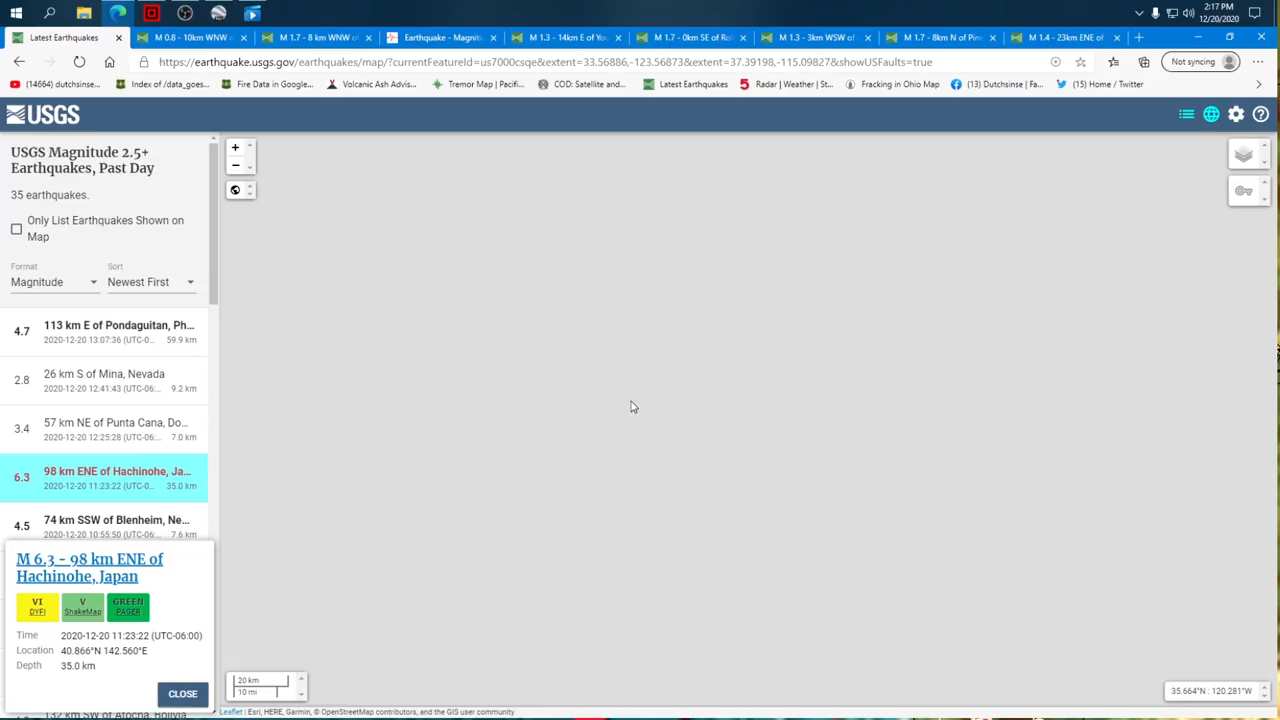 2:17 PM
12/20/2020
Latest Earthquakes
M 0.8 - 10km WNW o
M 1.7 - 8 km WNW o
Earthquake - Magnitu
M 1.3 - 14km E of Yo
M 1.7 - 0km SE of Ral
M 1.3 - 3km WSW of
M 1.7 - 8km N of Pin
M 1.4 - 23km ENE of
https://earthquake.usgs.gov/earthquakes/map/?currentFeatureId=us7000csqe&extent=33.56886,-123.56873&extent=37.39198,-115.09827&showUSFaults=true
Not syncing
(14664) dutchsinse...
Index of /data_goes...
Fire Data in Google...
Volcanic Ash Advis...
Tremor Map | Pacifi...
COD: Satellite and...
Latest Earthquakes
Radar | Weather | St...
Fracking in Ohio Map
(13) Dutchsinse | Fa...
(15) Home / Twitter
USGS
USGS Magnitude 2.5+
Earthquakes, Past Day
35 earthquakes.
Only List Earthquakes Shown on
Map
Format
Sort
Magnitude
Newest First
4.7
113 km E of Pondaguitan, Ph...
2020-12-20 13:07:36 (UTC-0...
59.9 km
2.8
26 km S of Mina, Nevada
2020-12-20 12:41:43 (UTC-06:...
9.2 km
3.4
57 km NE of Punta Cana, Do...
2020-12-20 12:25:28 (UTC-06:...
7.0 km
6.3
98 km ENE of Hachinohe, Ja...
2020-12-20 11:23:22 (UTC-0...
35.0 km
4.5
74 km SSW of Blenheim, Ne...
2020-12-20 10:55:50 (UTC-06:...
7.6 km
M 6.3 - 98 km ENE of
Hachinohe, Japan
VI
DYFI
V
ShakeMap
GREEN
PAGER
Time
2020-12-20 11:23:22 (UTC-06:00)
Location
40.866°N 142.560°E
Depth
35.0 km
CLOSE
132 km SW of Atocha, Bolivia
20 km
10 mi
35.664°N : 120.281°W
Leaflet | Esri, HERE, Garmin, © OpenStreetMap contributors, and the GIS user community